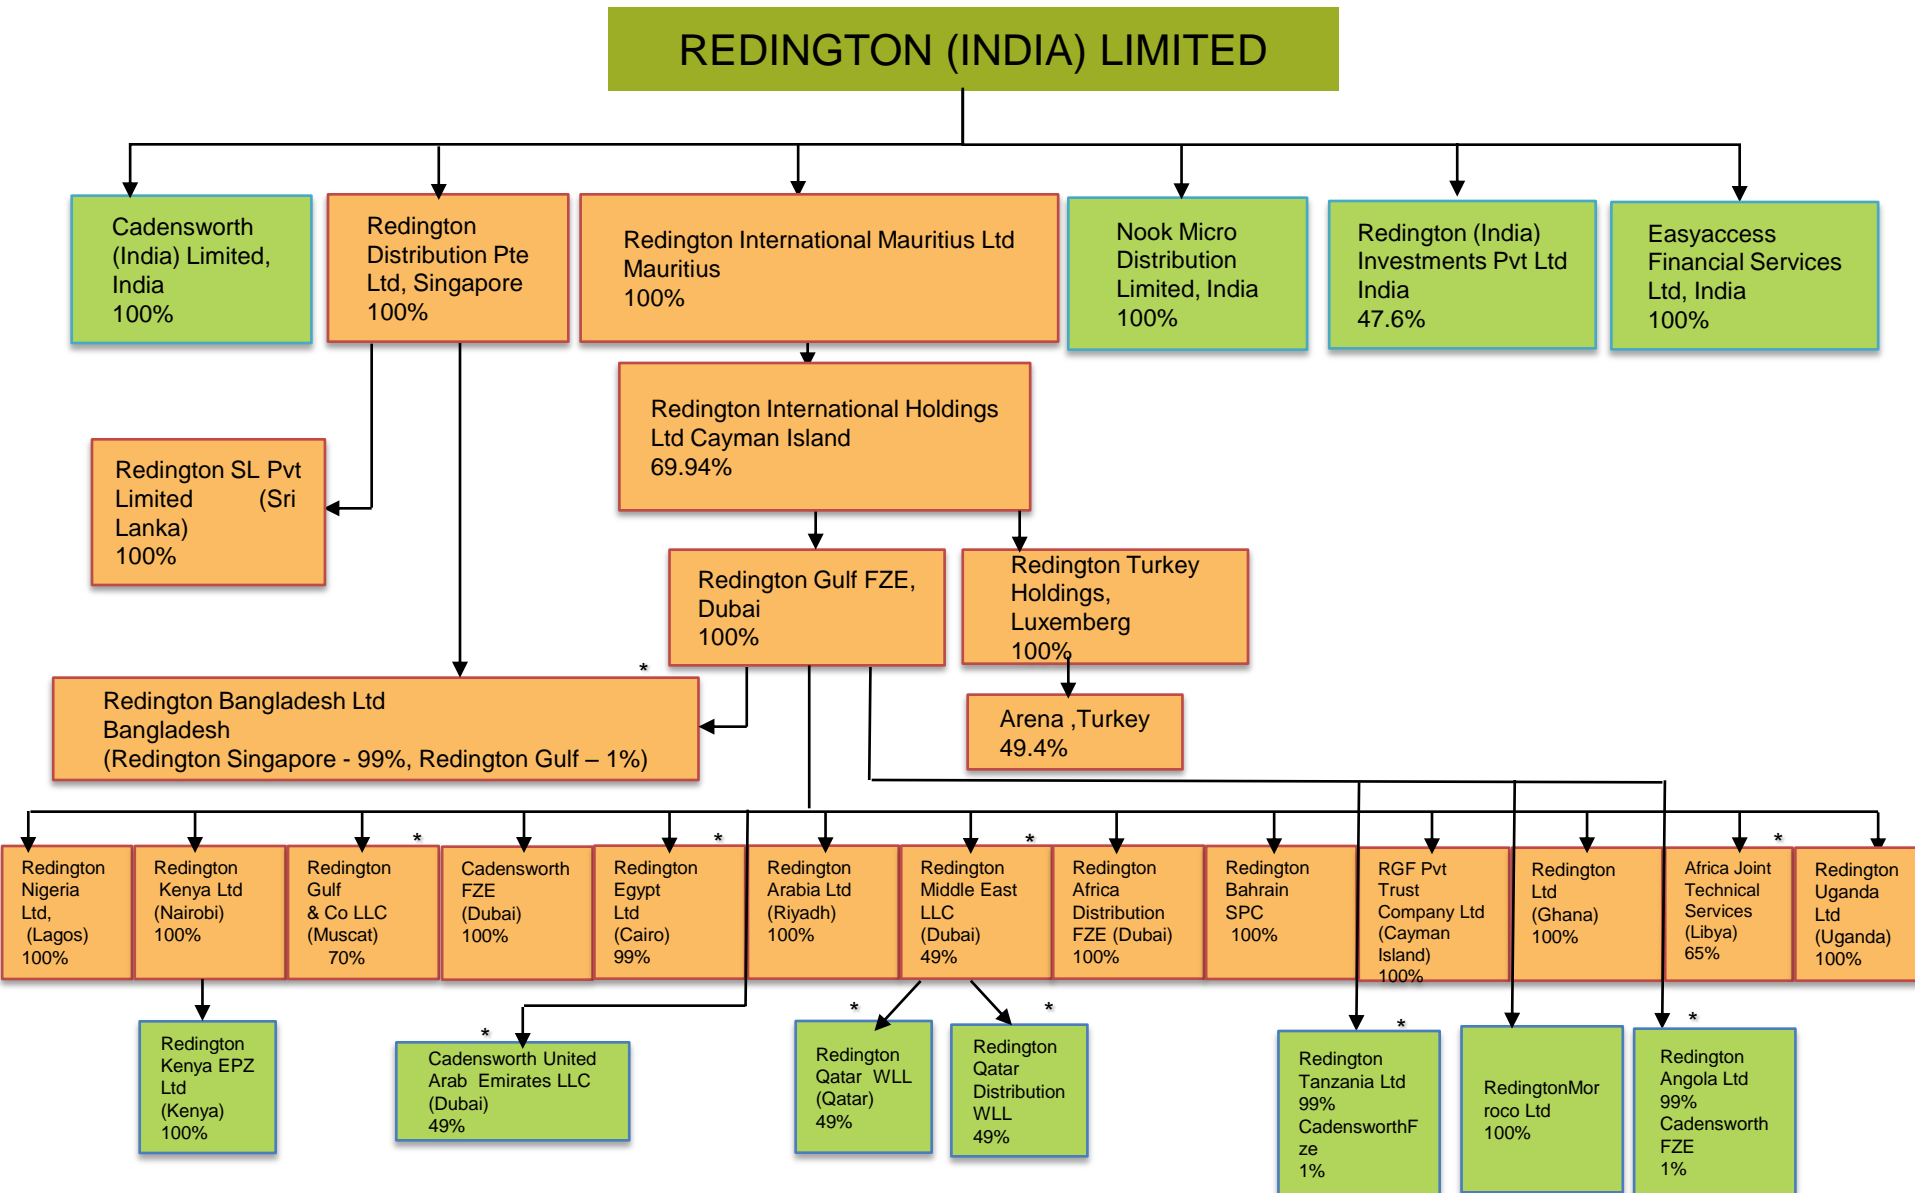 REDINGTON (INDIA) LIMITED
Cadensworth
(India) Limited,
India
100%
Redington
Distribution Pte
Ltd, Singapore
100%
Redington International Mauritius Ltd
Mauritius
100%
Nook Micro
Distribution
Limited, India
100%
Redington (India)
Investments Pvt Ltd
India
47.6%
Easyaccess
Financial Services
Ltd, India
100%
Redington International Holdings
Ltd Cayman Island
69.94%
Redington SL Pvt
Limited (Sri
Lanka)
100%
Redington Gulf FZE,
Dubai
100%
Redington Turkey
Holdings,
Luxemberg
100%
*
Redington Bangladesh Ltd
Bangladesh
(Redington Singapore - 99%, Redington Gulf – 1%)
Arena ,Turkey
49.4%
Redington
Nigeria
Ltd,
(Lagos)
100%
Redington
Kenya Ltd
(Nairobi)
100%
*
Redington
Gulf
& Co LLC
(Muscat)
70%
Cadensworth
FZE
(Dubai)
100%
*
Redington
Egypt
Ltd
(Cairo)
99%
Redington
Arabia Ltd
(Riyadh)
100%
*
Redington
Middle East
LLC
(Dubai)
49%
Redington
Africa
Distribution
FZE (Dubai)
100%
Redington
Bahrain
SPC
100%
RGF Pvt
Trust
Company Ltd
(Cayman
Island)
100%
Redington
Ltd
(Ghana)
100%
*
Africa Joint
Technical
Services
(Libya)
65%
Redington
Uganda
Ltd
(Uganda)
100%
Redington
Kenya EPZ
Ltd
(Kenya)
100%
*
Cadensworth United
Arab Emirates LLC
(Dubai)
49%
*
Redington
Qatar WLL
(Qatar)
49%
*
Redington
Qatar
Distribution
WLL
49%
*
Redington
Tanzania Ltd
99%
CadensworthF
ze
1%
RedingtonMor
roco Ltd
100%
*
Redington
Angola Ltd
99%
Cadensworth
FZE
1%